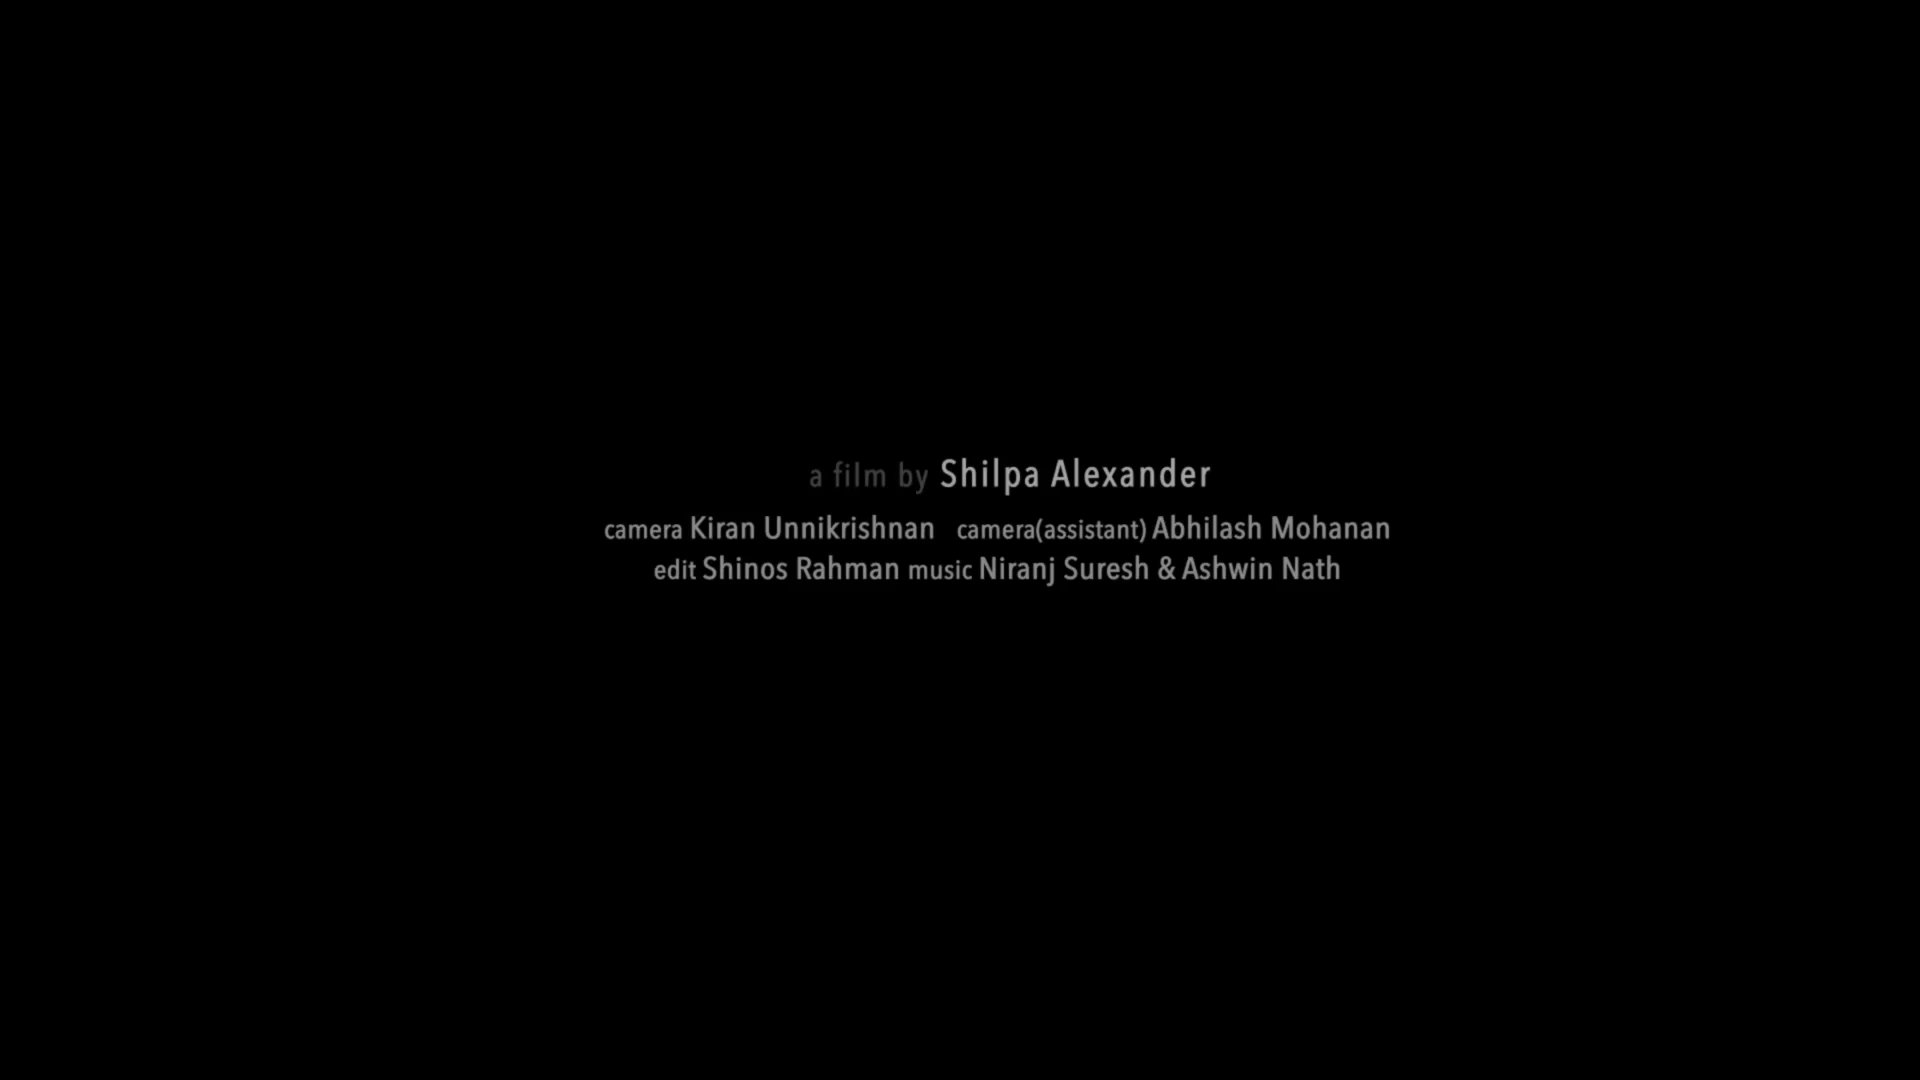 a film by Shilpa Alexander
camera Kiran Unnikrishnan camera(assistant) Abhilash Mohanan
edit Shinos Rahman music Niranj Suresh & Ashwin Nath